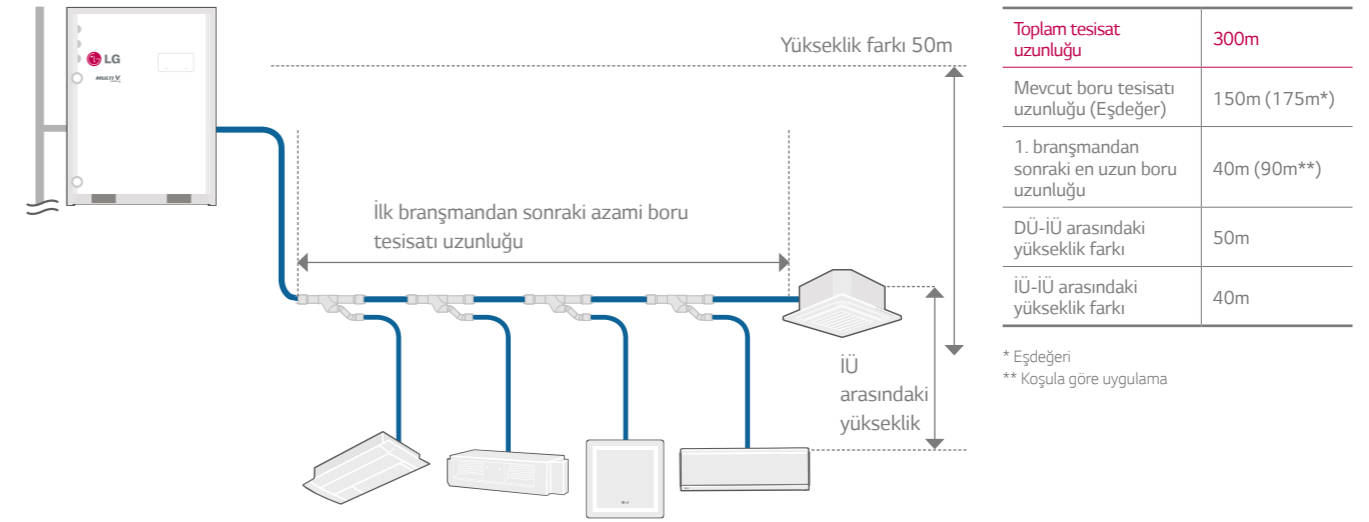 LG
MULTI V
Yükseklik farkı 50m
İlk branşmandan sonraki azami boru
tesisatı uzunluğu
İÜ
arasındaki
yükseklik
Toplam tesisat
uzunluğu
300m
Mevcut boru tesisatı
uzunluğu (Eşdeğer)
150m (175m*)
1. branşmandan
sonraki en uzun boru
uzunluğu
40m (90m**)
DÜ-İÜ arasındaki
yükseklik farkı
50m
İÜ-İÜ arasındaki
yükseklik farkı
40m
* Eşdeğeri
** Koşula göre uygulama
LG